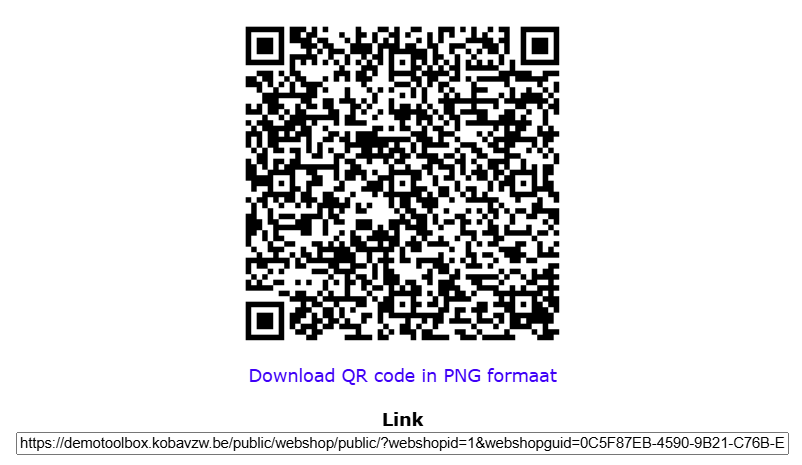 Download QR code in PNG formaat
Link
https://demotoolbox.kobavzw.be/public/webshop/public/?webshopid=1&webshopguid=0C5F87EB-4590-9B21-C76B-E